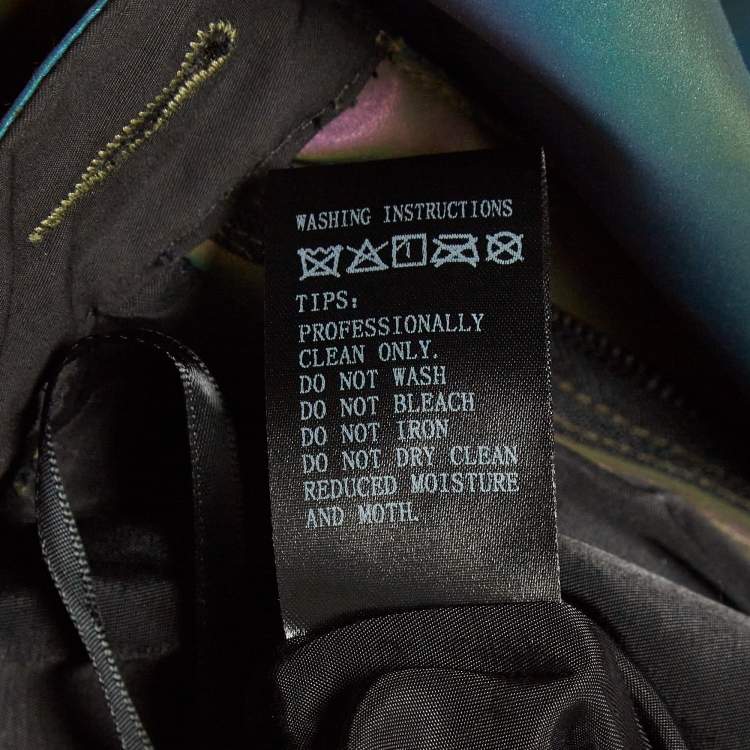 WASHING INSTRUCTIONS
TIPS:
PROFESSIONALLY
CLEAN ONLY.
DO NOT WASH
DO NOT BLEACH
DO NOT IRON
DO NOT DRY CLEAN
REDUCED MOISTURE
AND MOTH.